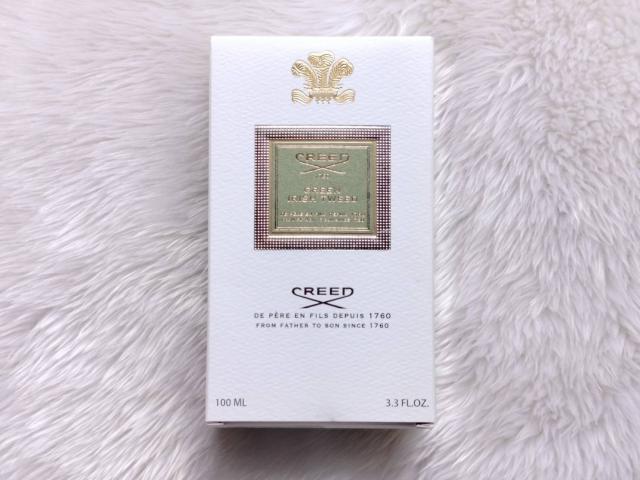 CREED
GREEN
IRISH TWEED
CREED
DE PÈRE EN FILS DEPUIS 1760
FROM FATHER TO SON SINCE 1760
100 ML
3.3 FL.OZ.